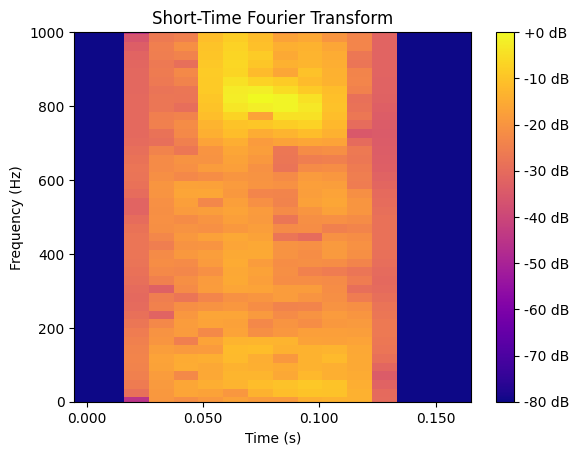 Short-Time Fourier Transform
1000
800
600
400
200
0
Frequency (Hz)
0.000
0.050
0.100
0.150
Time (s)
+0 dB
-10 dB
-20 dB
-30 dB
-40 dB
-50 dB
-60 dB
-70 dB
-80 dB